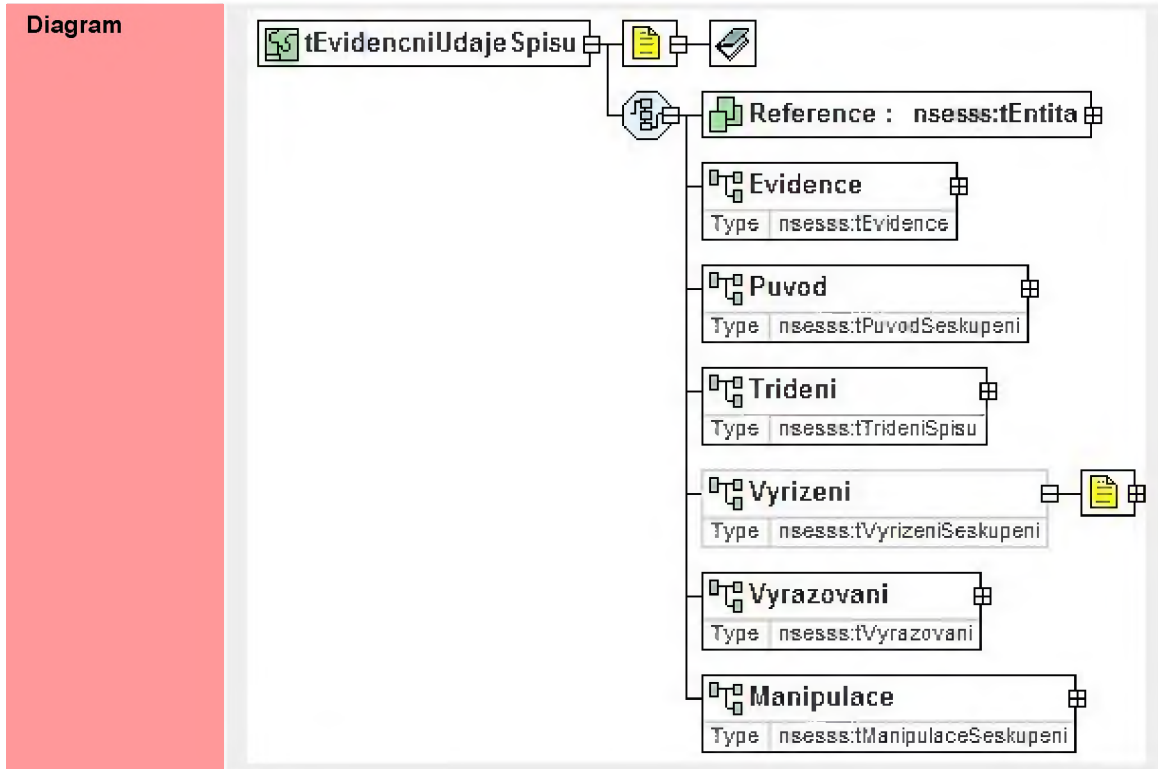 Diagram
tEvidencniUdajeSpisu
Reference : nsesss:tEntita
Evidence
Type nsesss:tEvidence
Puvod
Type nsesss:tPuvodSeskupeni
Trideni
Type nsesss:tTrideniSpisu
Vyrizeni
Type nsesss:tVyrizeniSeskupeni
Vyrazovani
Type nsesss:tVyrazovani
Manipulace
Type nsesss:tManipulaceSeskupeni